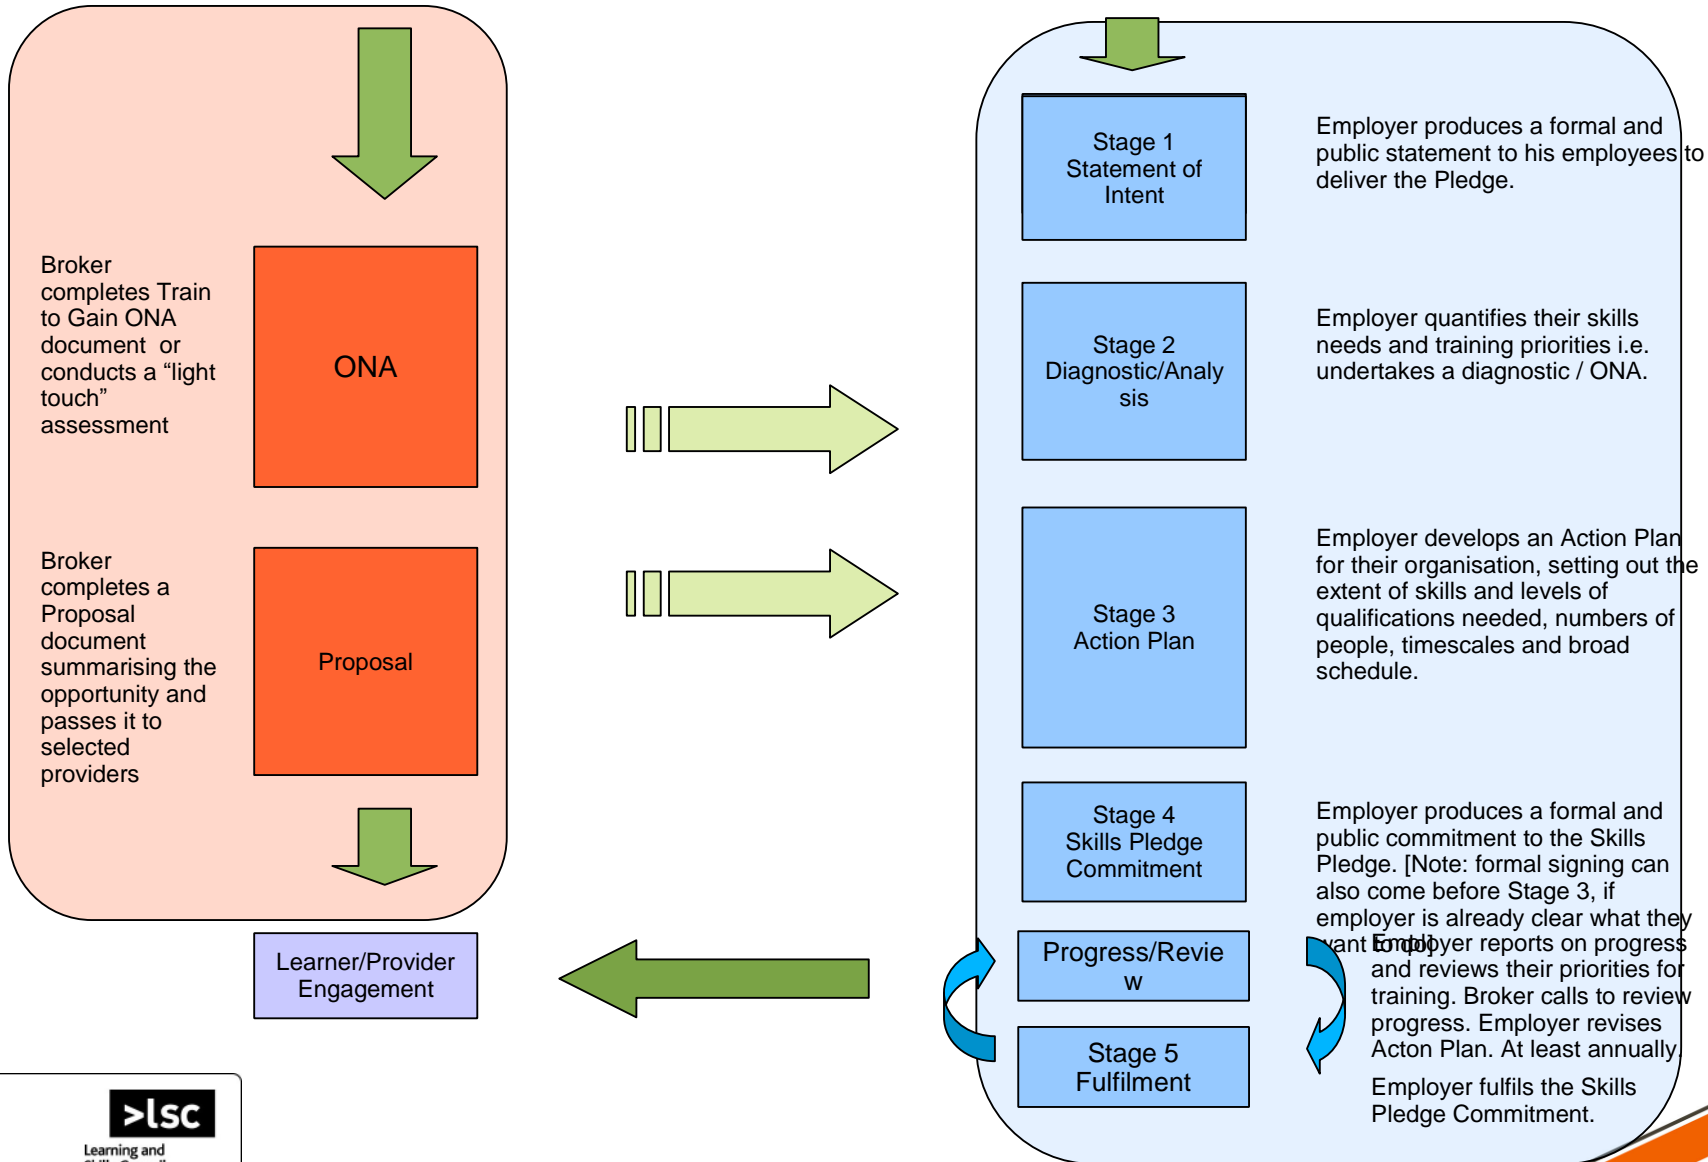 Broker
completes Train
to Gain ONA
document or
conducts a “light
touch”
assessment
ONA
Broker
completes a
Proposal
document
summarising the
opportunity and
passes it to
selected
providers
Proposal
Learner/Provider
Engagement
Stage 1
Statement of
Intent
Employer produces a formal and
public statement to his employees to
deliver the Pledge.
Stage 2
Diagnostic/Analy
sis
Employer quantifies their skills
needs and training priorities i.e.
undertakes a diagnostic / ONA.
Stage 3
Action Plan
Employer develops an Action Plan
for their organisation, setting out the
extent of skills and levels of
qualifications needed, numbers of
people, timescales and broad
schedule.
Stage 4
Skills Pledge
Commitment
Employer produces a formal and
public commitment to the Skills
Pledge. [Note: formal signing can
also come before Stage 3, if
employer is already clear what they
want to do]
Progress/Revie
w
Employer reports on progress
and reviews their priorities for
training. Broker calls to review
progress. Employer revises
Acton Plan. At least annually.
Stage 5
Fulfilment
Employer fulfils the Skills
Pledge Commitment.
>lsc
Learning and